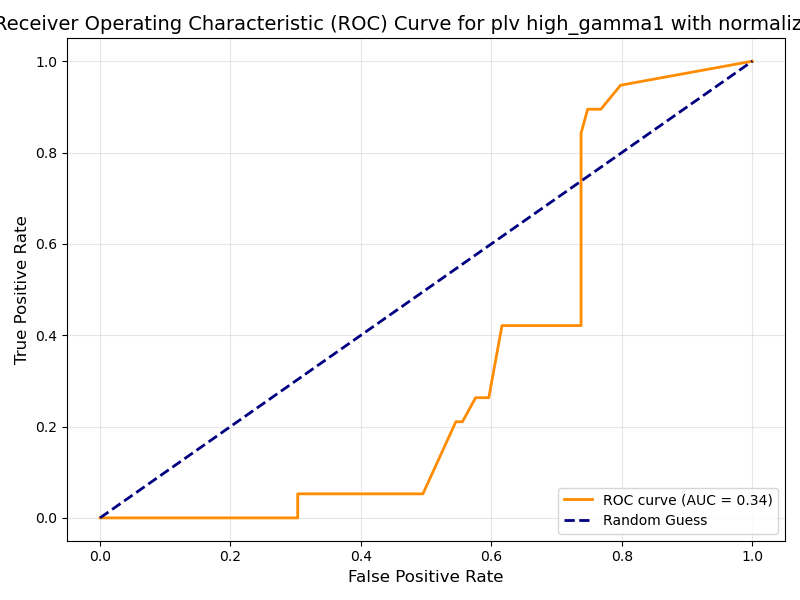 Receiver Operating Characteristic (ROC) Curve for plv high_gamma1 with normaliz
1.0
0.8
0.6
0.4
0.2
0.0
True Positive Rate
ROC curve (AUC = 0.34)
Random Guess
0.0 0.2 0.4 0.6 0.8 1.0
False Positive Rate